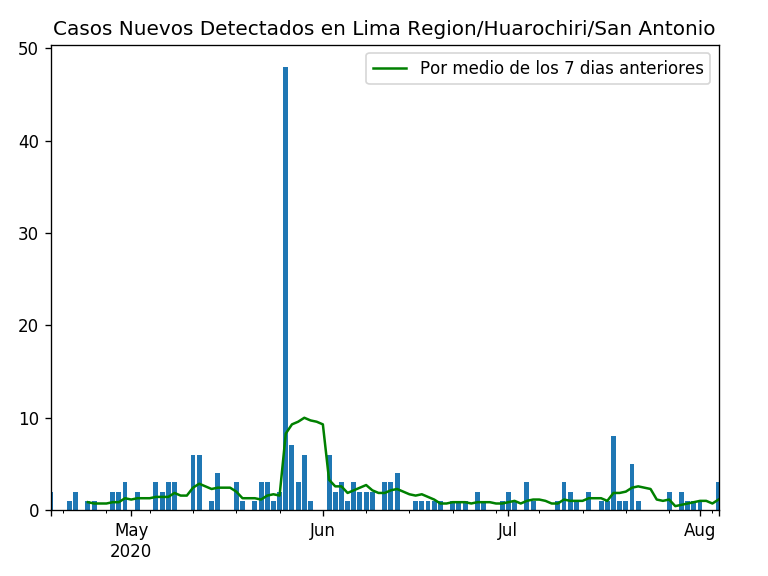 Casos Nuevos Detectados en Lima Region/Huarochiri/San Antonio
Por medio de los 7 dias anteriores
50
40
30
20
10
0
May
2020
Jun
Jul
Aug